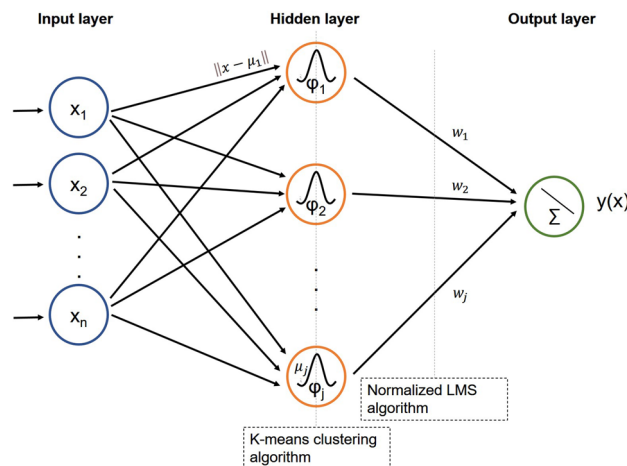 Input layer
Hidden layer
Output layer
‖x − μ₁‖
φ₁
x₁
w₁
x₂
φ₂
w₂
Σ
y(x)
xₙ
wⱼ
μⱼ
φⱼ
Normalized LMS
algorithm
K-means clustering
algorithm